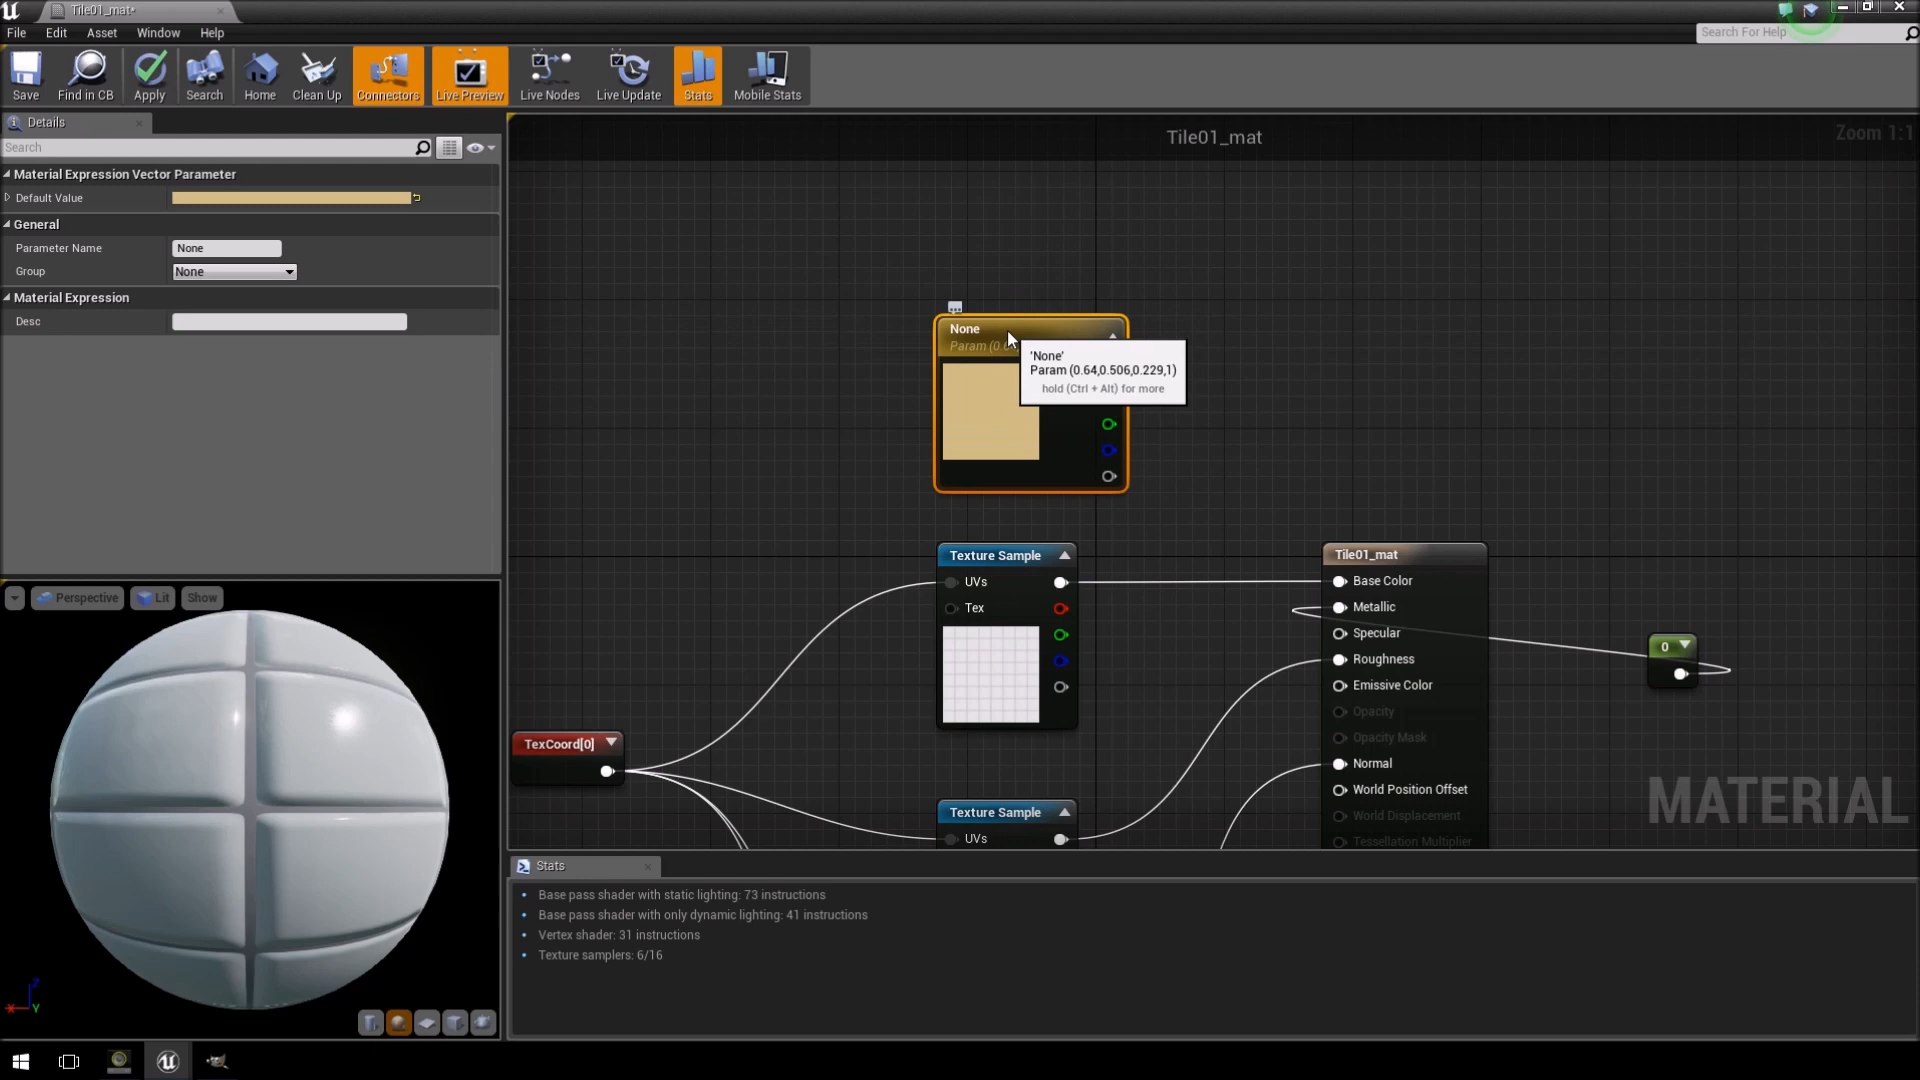 Tile01_mat*
File Edit Asset Window Help
Search For Help
Save Find in CB Apply Search Home Clean Up Connectors Live Preview Live Nodes Live Update Stats Mobile Stats
Details
Search
Material Expression Vector Parameter
Default Value
General
Parameter Name None
Group None
Material Expression
Desc
Tile01_mat
Zoom 1:1
None
Param (0.6
'None'
Param (0.64,0.506,0.229,1)
hold (Ctrl + Alt) for more
Texture Sample
UVs
Tex
Tile01_mat
Base Color
Metallic
Specular
Roughness
Emissive Color
Opacity
Opacity Mask
Normal
World Position Offset
World Displacement
Tessellation Multiplier
0
TexCoord[0]
Texture Sample
UVs
MATERIAL
Perspective Lit Show
Z
X Y
Stats
Base pass shader with static lighting: 73 instructions
Base pass shader with only dynamic lighting: 41 instructions
Vertex shader: 31 instructions
Texture samplers: 6/16